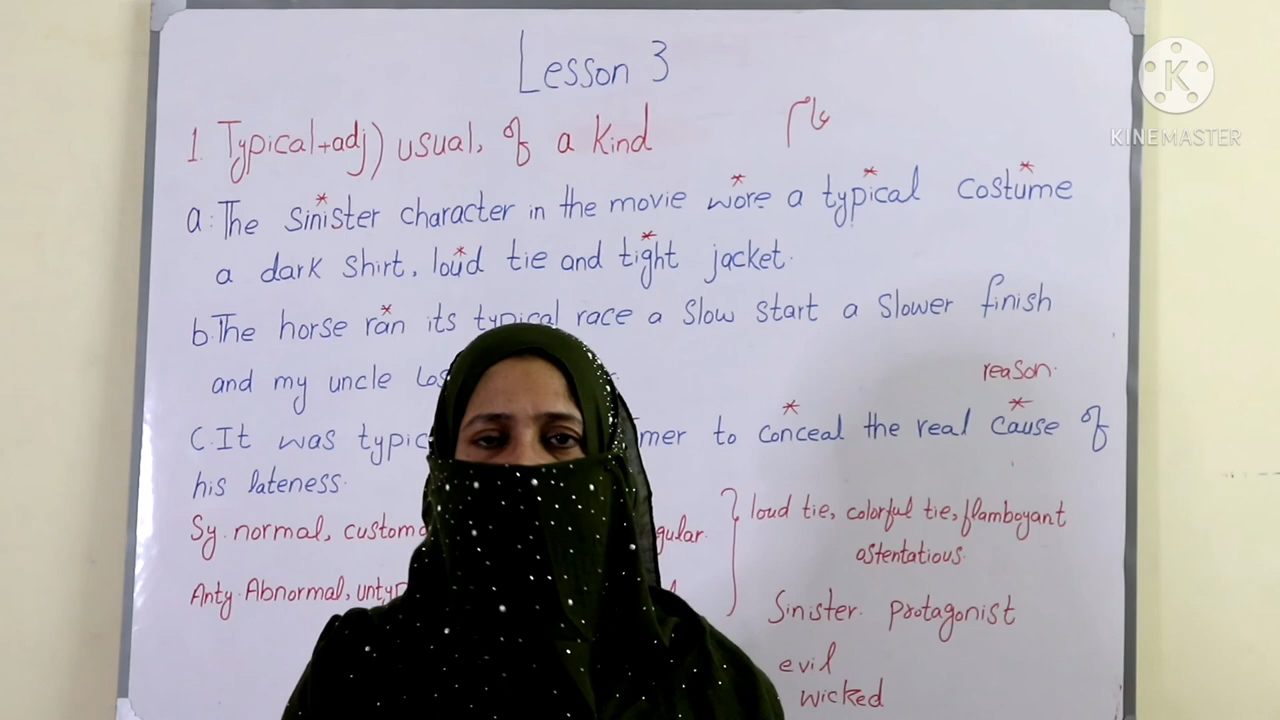 Lesson 3
1. Typical+adj) usual, of a kind عام
a: The sinister character in the movie wore a typical costume
a dark shirt, loud tie and tight jacket.
b. The horse ran its typical race a slow start a slower finish
and my uncle
reason.
C. It was to conceal the real cause of
his lateness.
Sy. normal,
Anty. Abnormal,
loud tie, colorful tie, flamboyant
astentatious.
Sinister. protagonist
evil
wicked
KINEMASTER